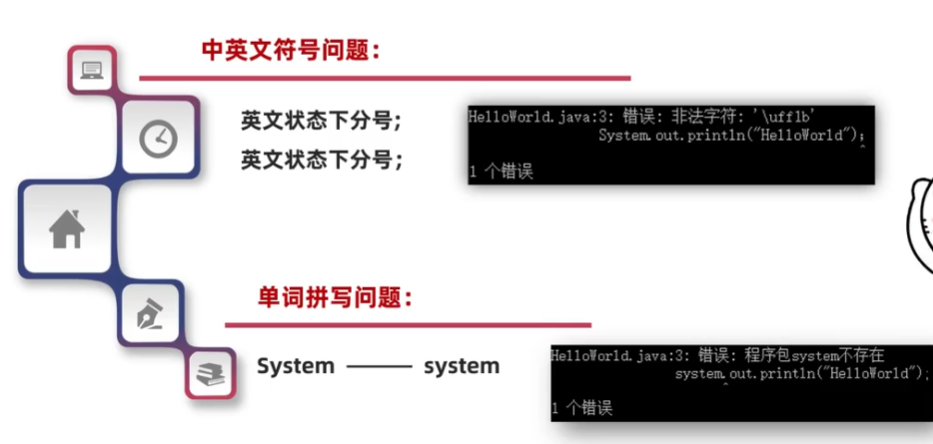 中英文符号问题:
英文状态下分号;
英文状态下分号;
HelloWorld.java:3: 错误: 非法字符: '\uff1b'
System.out.println("HelloWorld");
^
1 个错误
单词拼写问题:
System —— system
HelloWorld.java:3: 错误: 程序包system不存在
system.out.println("HelloWorld");
^
1 个错误